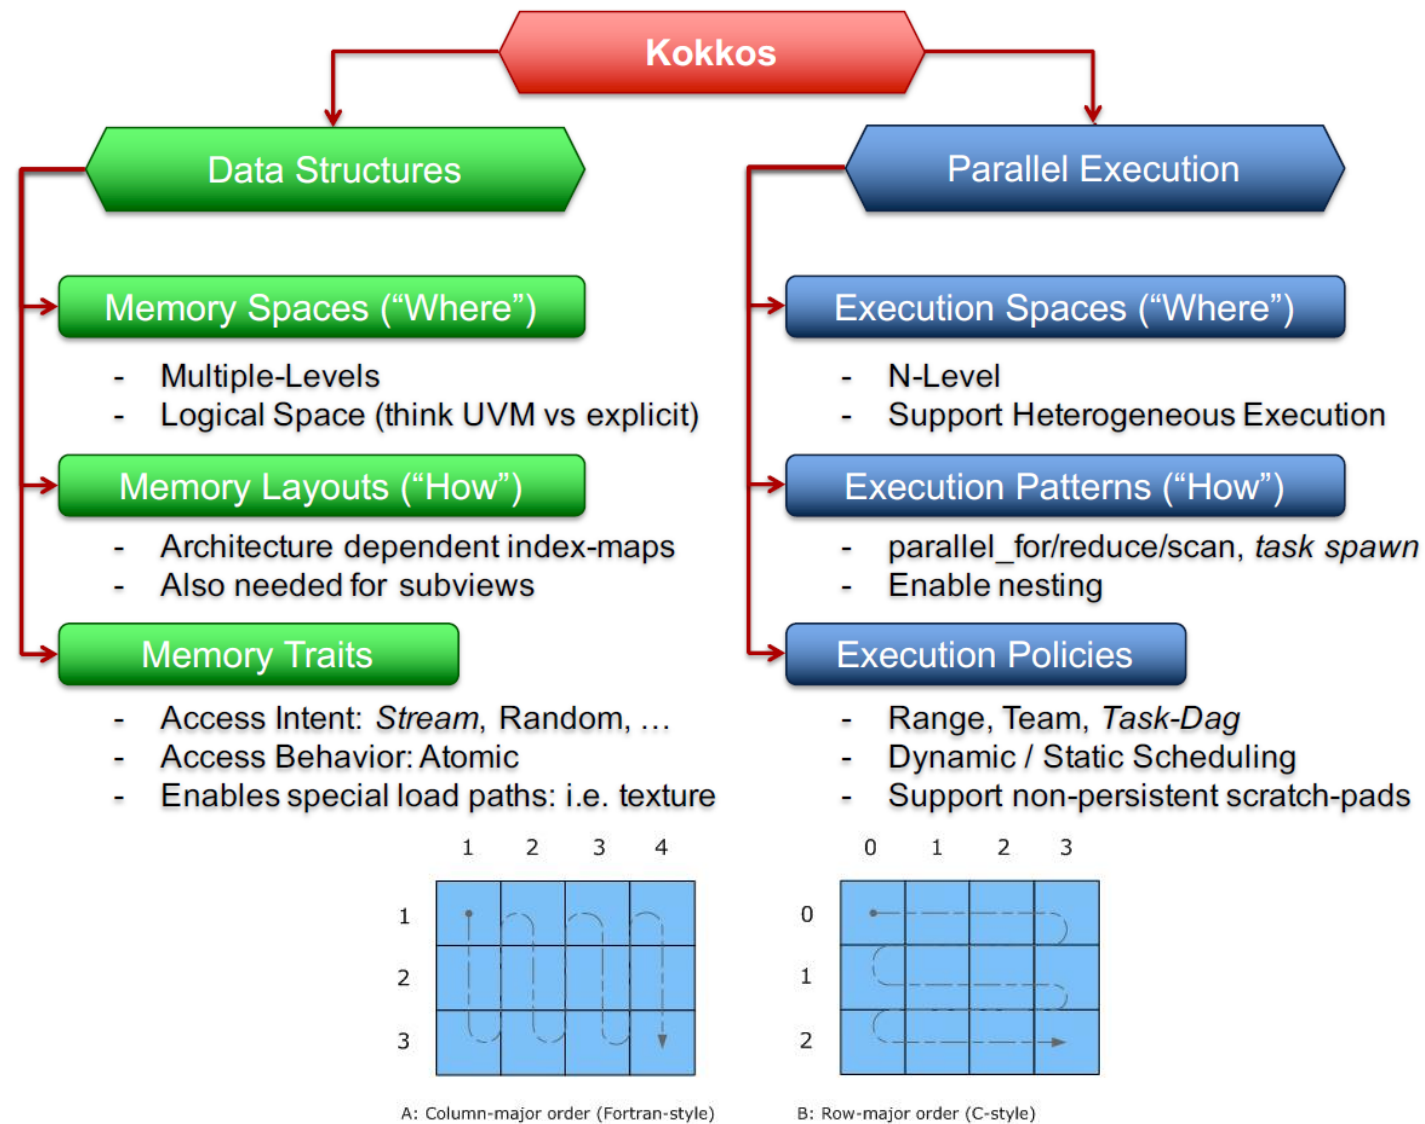 Kokkos
Data Structures
Memory Spaces (“Where”)
- Multiple-Levels
- Logical Space (think UVM vs explicit)
Memory Layouts (“How”)
- Architecture dependent index-maps
- Also needed for subviews
Memory Traits
- Access Intent: Stream, Random, …
- Access Behavior: Atomic
- Enables special load paths: i.e. texture
Parallel Execution
Execution Spaces (“Where”)
- N-Level
- Support Heterogeneous Execution
Execution Patterns (“How”)
- parallel_for/reduce/scan, task spawn
- Enable nesting
Execution Policies
- Range, Team, Task-Dag
- Dynamic / Static Scheduling
- Support non-persistent scratch-pads
1 2 3 4
1
2
3
A: Column-major order (Fortran-style)
0 1 2 3
0
1
2
B: Row-major order (C-style)